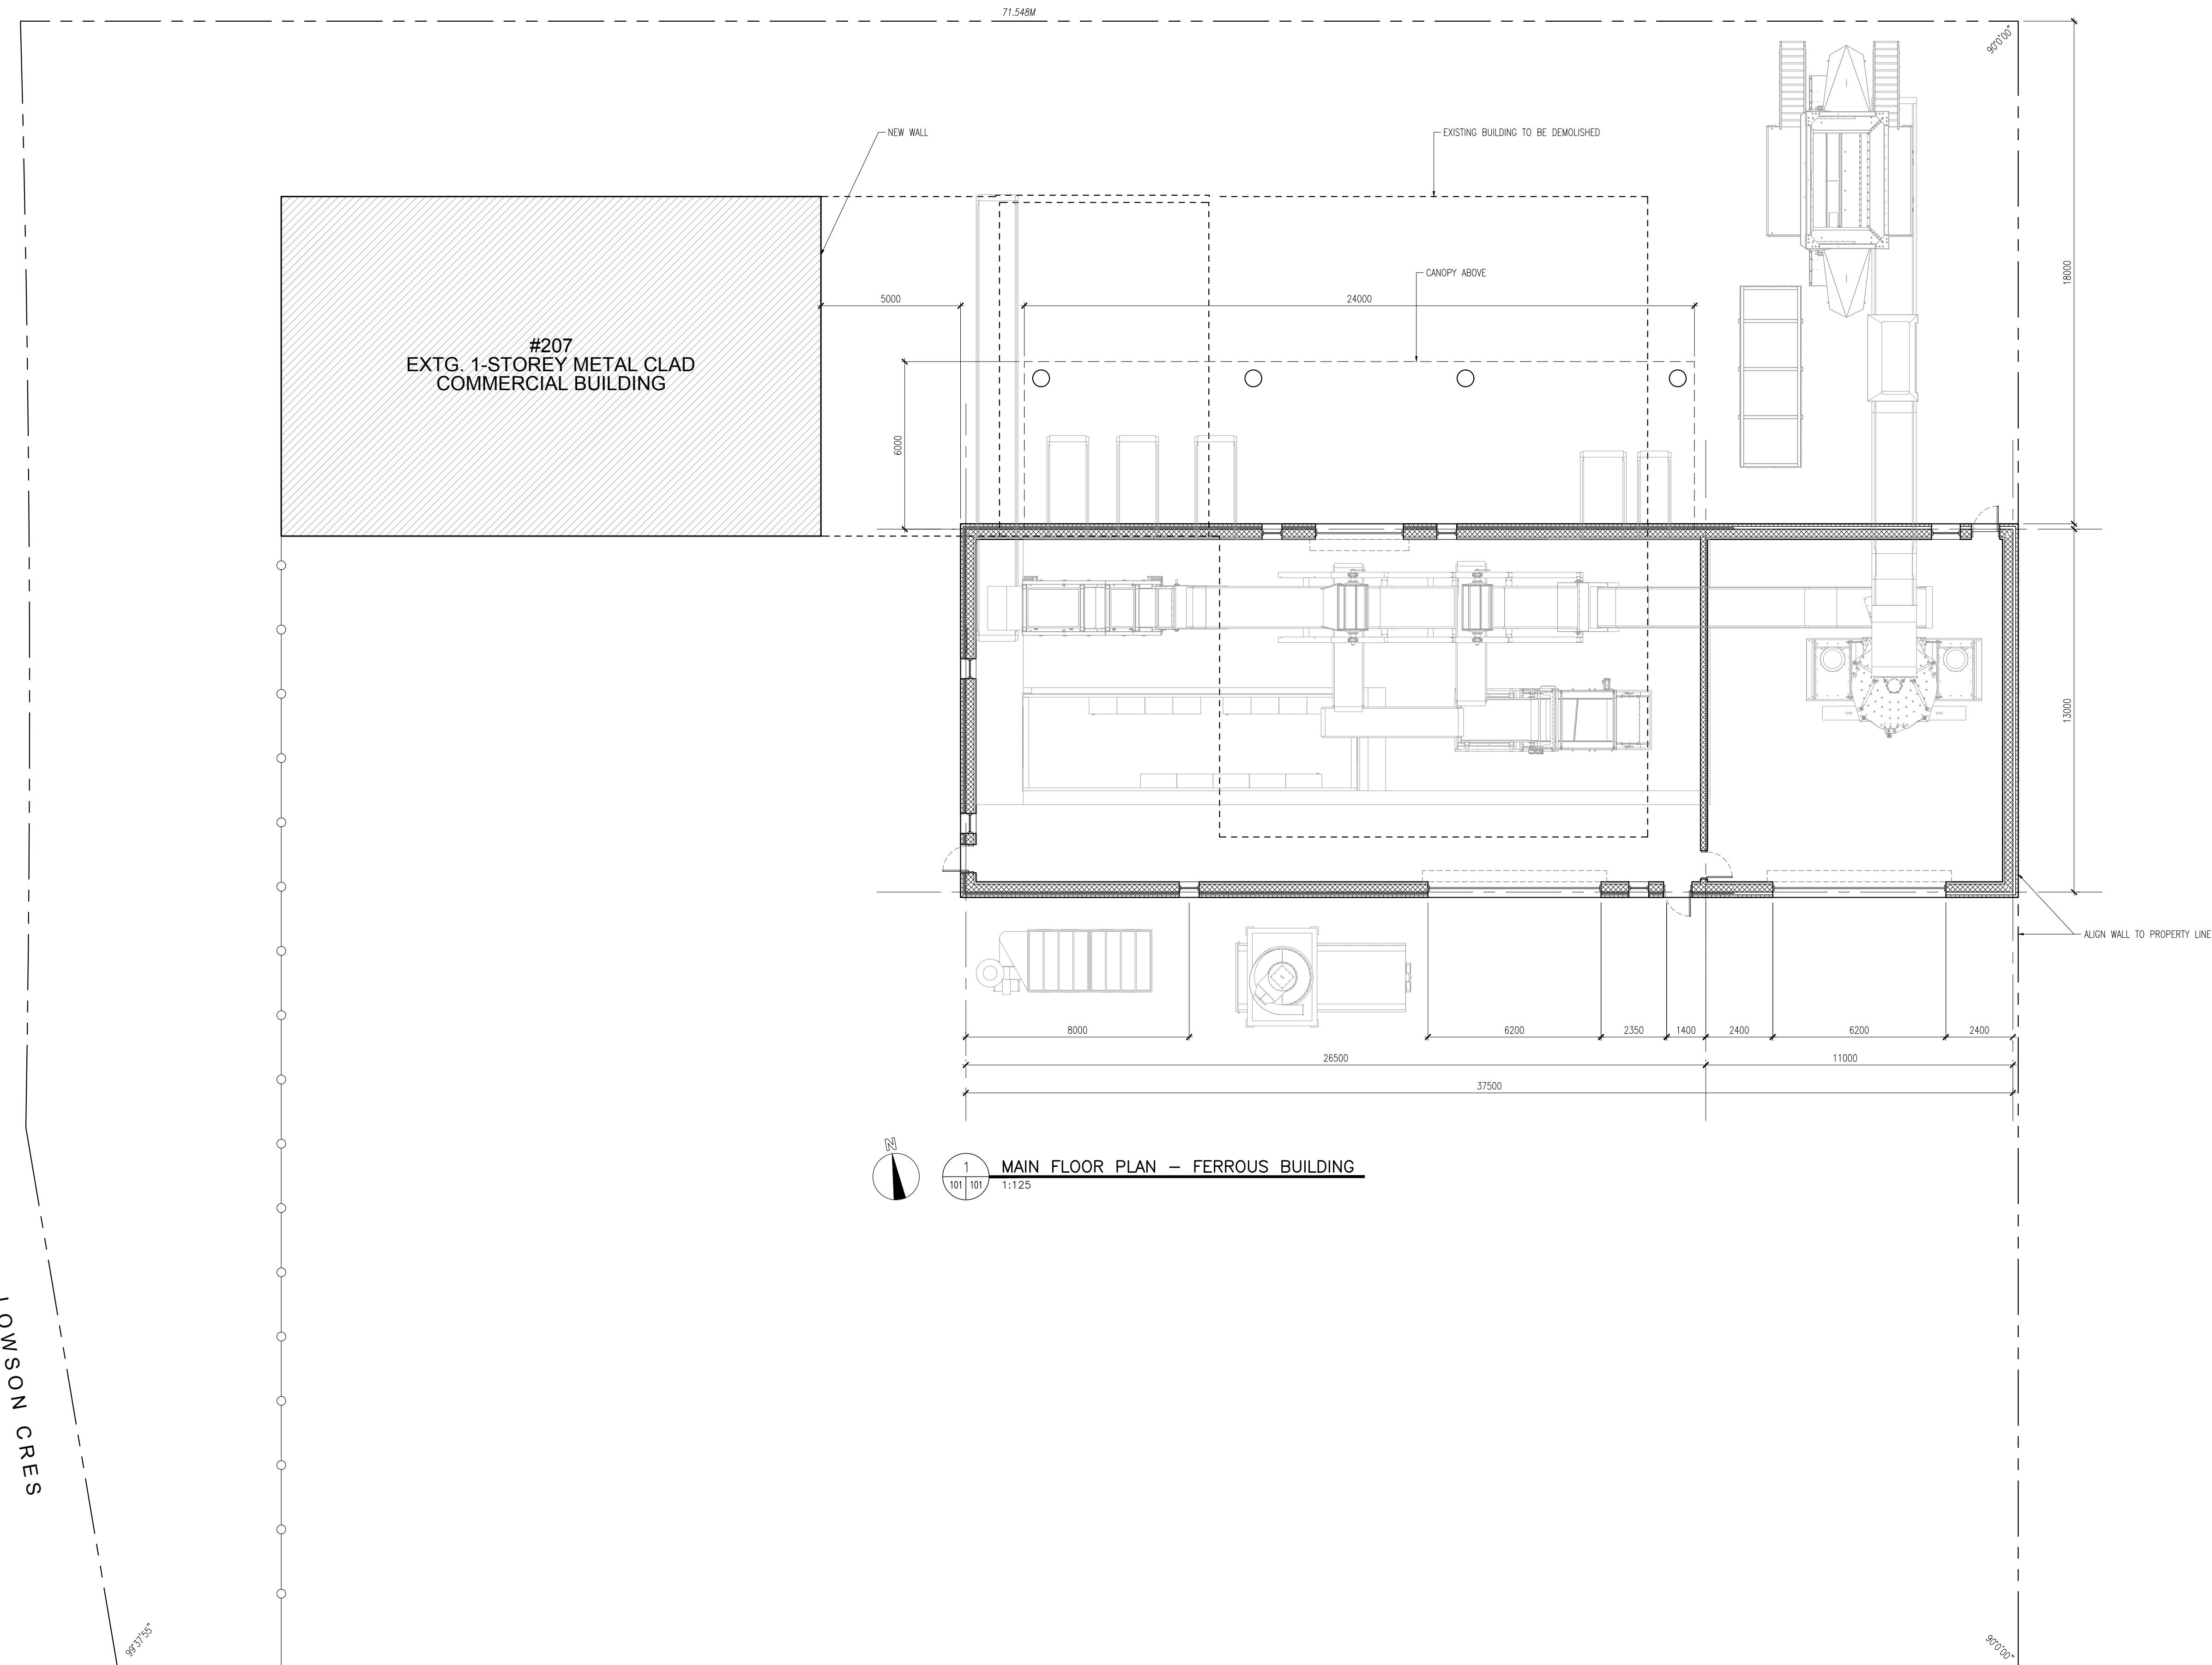 71.548M
90°0'00"
NEW WALL
EXISTING BUILDING TO BE DEMOLISHED
CANOPY ABOVE
5000
24000
18000
#207
EXTG. 1-STOREY METAL CLAD
COMMERCIAL BUILDING
6000
13000
ALIGN WALL TO PROPERTY LINE
8000
6200
2350
1400
2400
6200
2400
26500
11000
37500
N
1
101
101
MAIN FLOOR PLAN – FERROUS BUILDING
1:125
LOWSON CRES
99°37'55"
90°0'00"